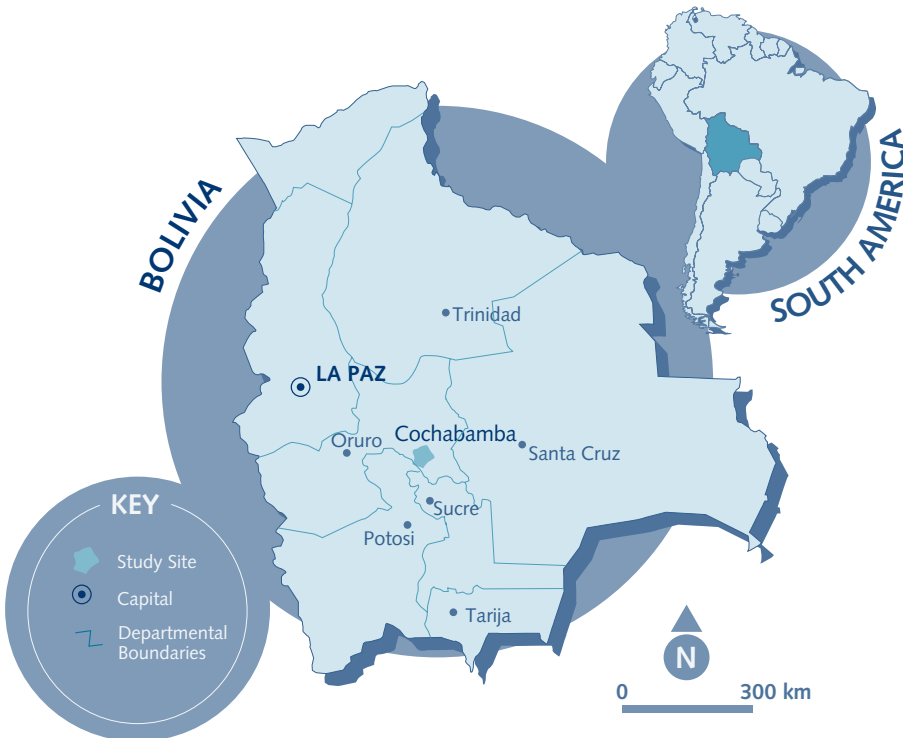 BOLIVIA
SOUTH AMERICA
Trinidad
LA PAZ
Oruro
Cochabamba
Santa Cruz
Sucre
Potosi
Tarija
KEY
Study Site
Capital
Departmental
Boundaries
N
0 300 km